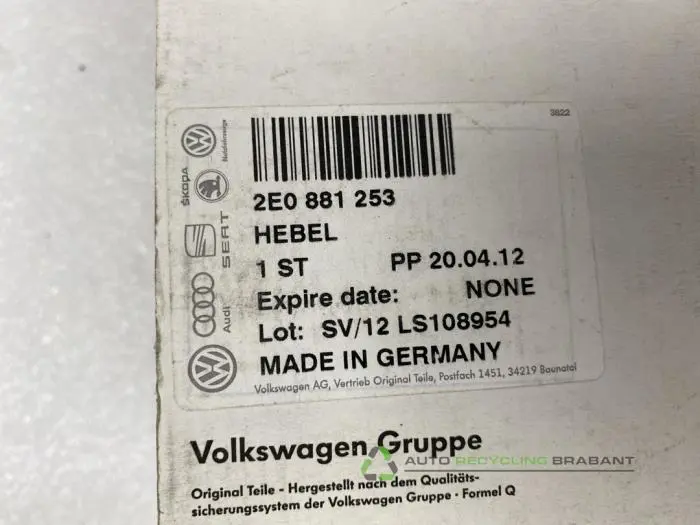 3822
Nutzfahrzeuge
ŠKODA
SEAT
Audi
2E0 881 253
HEBEL
1 ST PP 20.04.12
Expire date: NONE
Lot: SV/12 LS108954
MADE IN GERMANY
Volkswagen AG, Vertrieb Original Teile, Postfach 1451, 34219 Baunatal
Volkswagen Gruppe
AUTO RECYCLING BRABANT
Original Teile - Hergestellt nach dem Qualitäts-
sicherungssystem der Volkswagen Gruppe · Formel Q